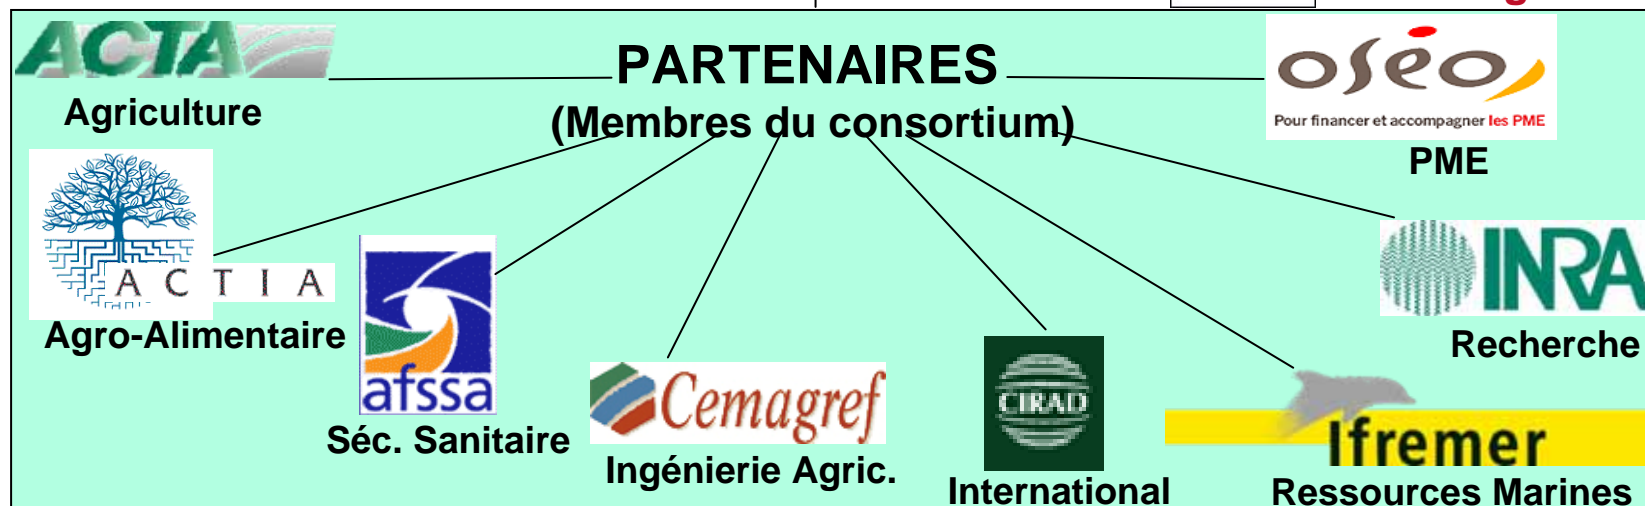 ACTA
PARTENAIRES
oséo
Agriculture
(Membres du consortium)
Pour financer et accompagner les PME
PME
ACTIA
INRA
Agro-Alimentaire
Recherche
afssa
Cemagref
CIRAD
Ifremer
Séc. Sanitaire
Ingénierie Agric.
International
Ressources Marines